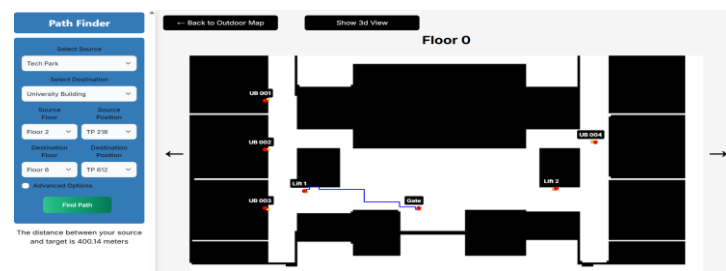 Path Finder
Select Source
Tech Park
Select Destination
University Building
Source Floor
Source Position
Floor 2
TP 218
Destination Floor
Destination Position
Floor 6
TP 612
Advanced Options
Find Path
The distance between your source
and target is 400.14 meters
← Back to Outdoor Map
Show 3d View
Floor 0
UB 001
UB 002
UB 004
Lift 1
Lift 2
UB 003
Gate
←
→